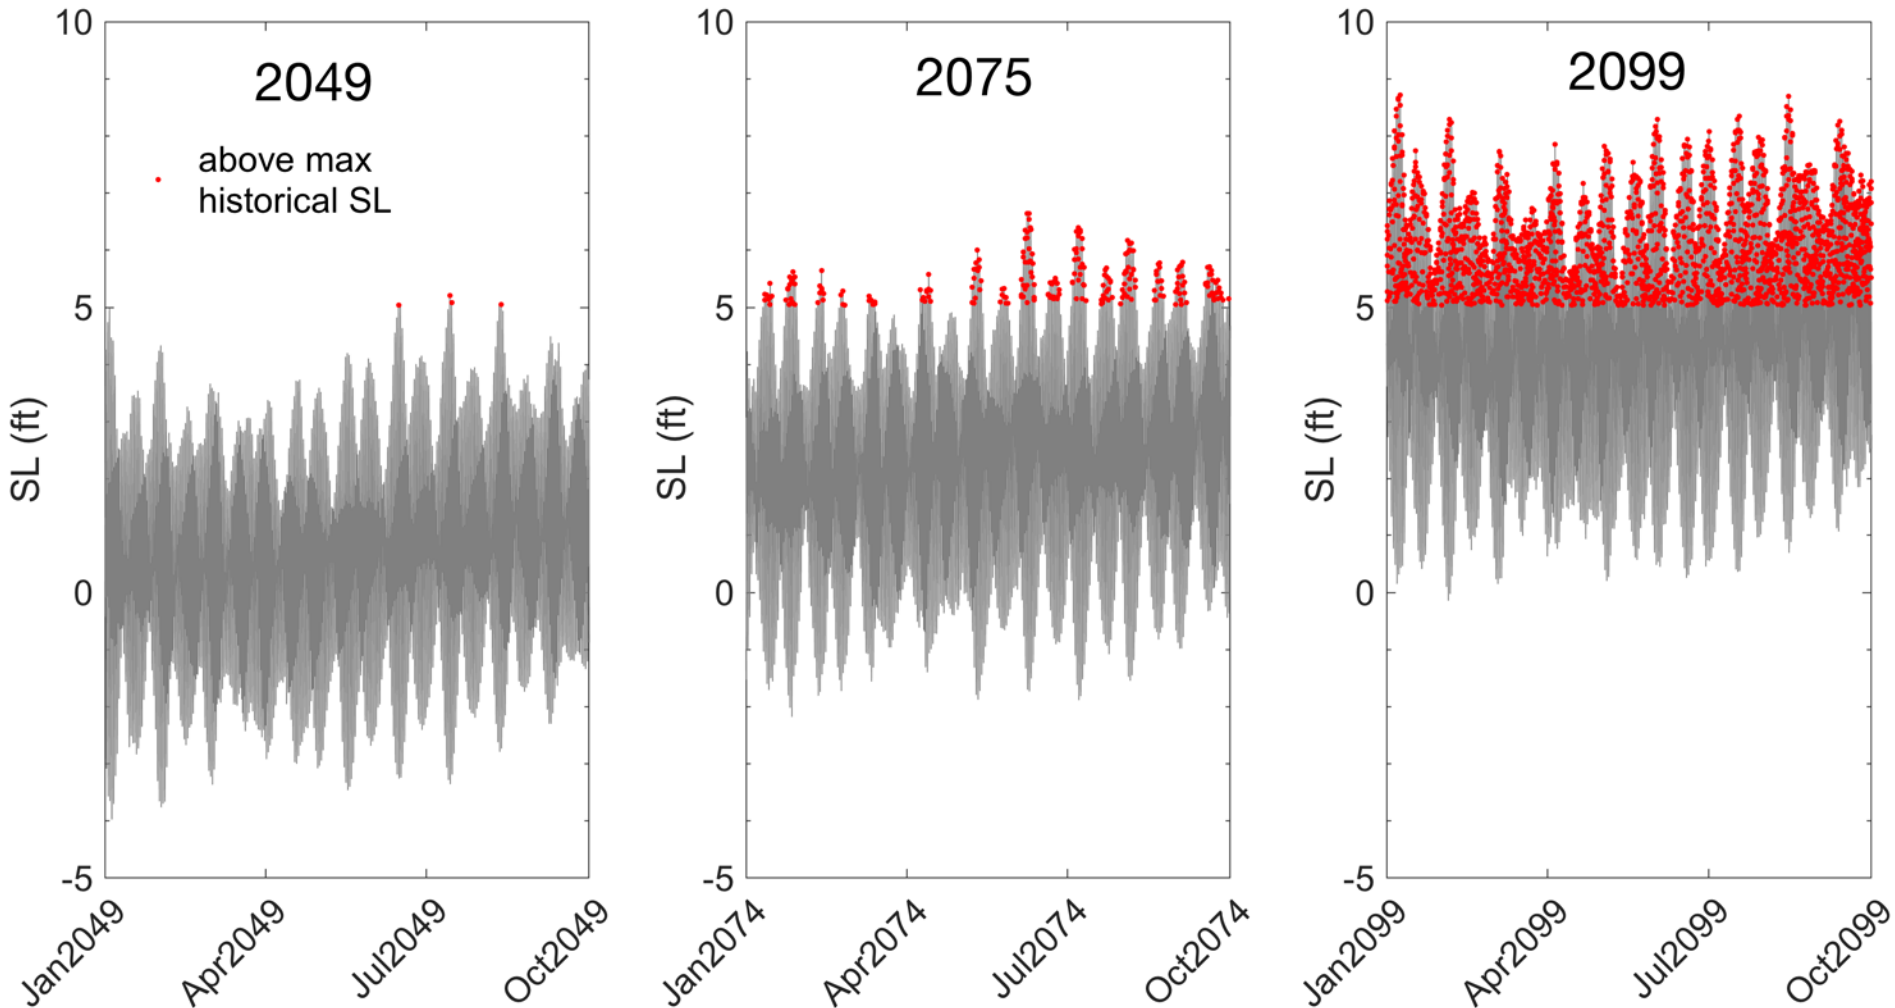 2049
above max
historical SL
10
5
0
-5
SL (ft)
Jan2049
Apr2049
Jul2049
Oct2049
2075
10
5
0
-5
SL (ft)
Jan2074
Apr2074
Jul2074
Oct2074
2099
10
5
0
-5
SL (ft)
Jan2099
Apr2099
Jul2099
Oct2099